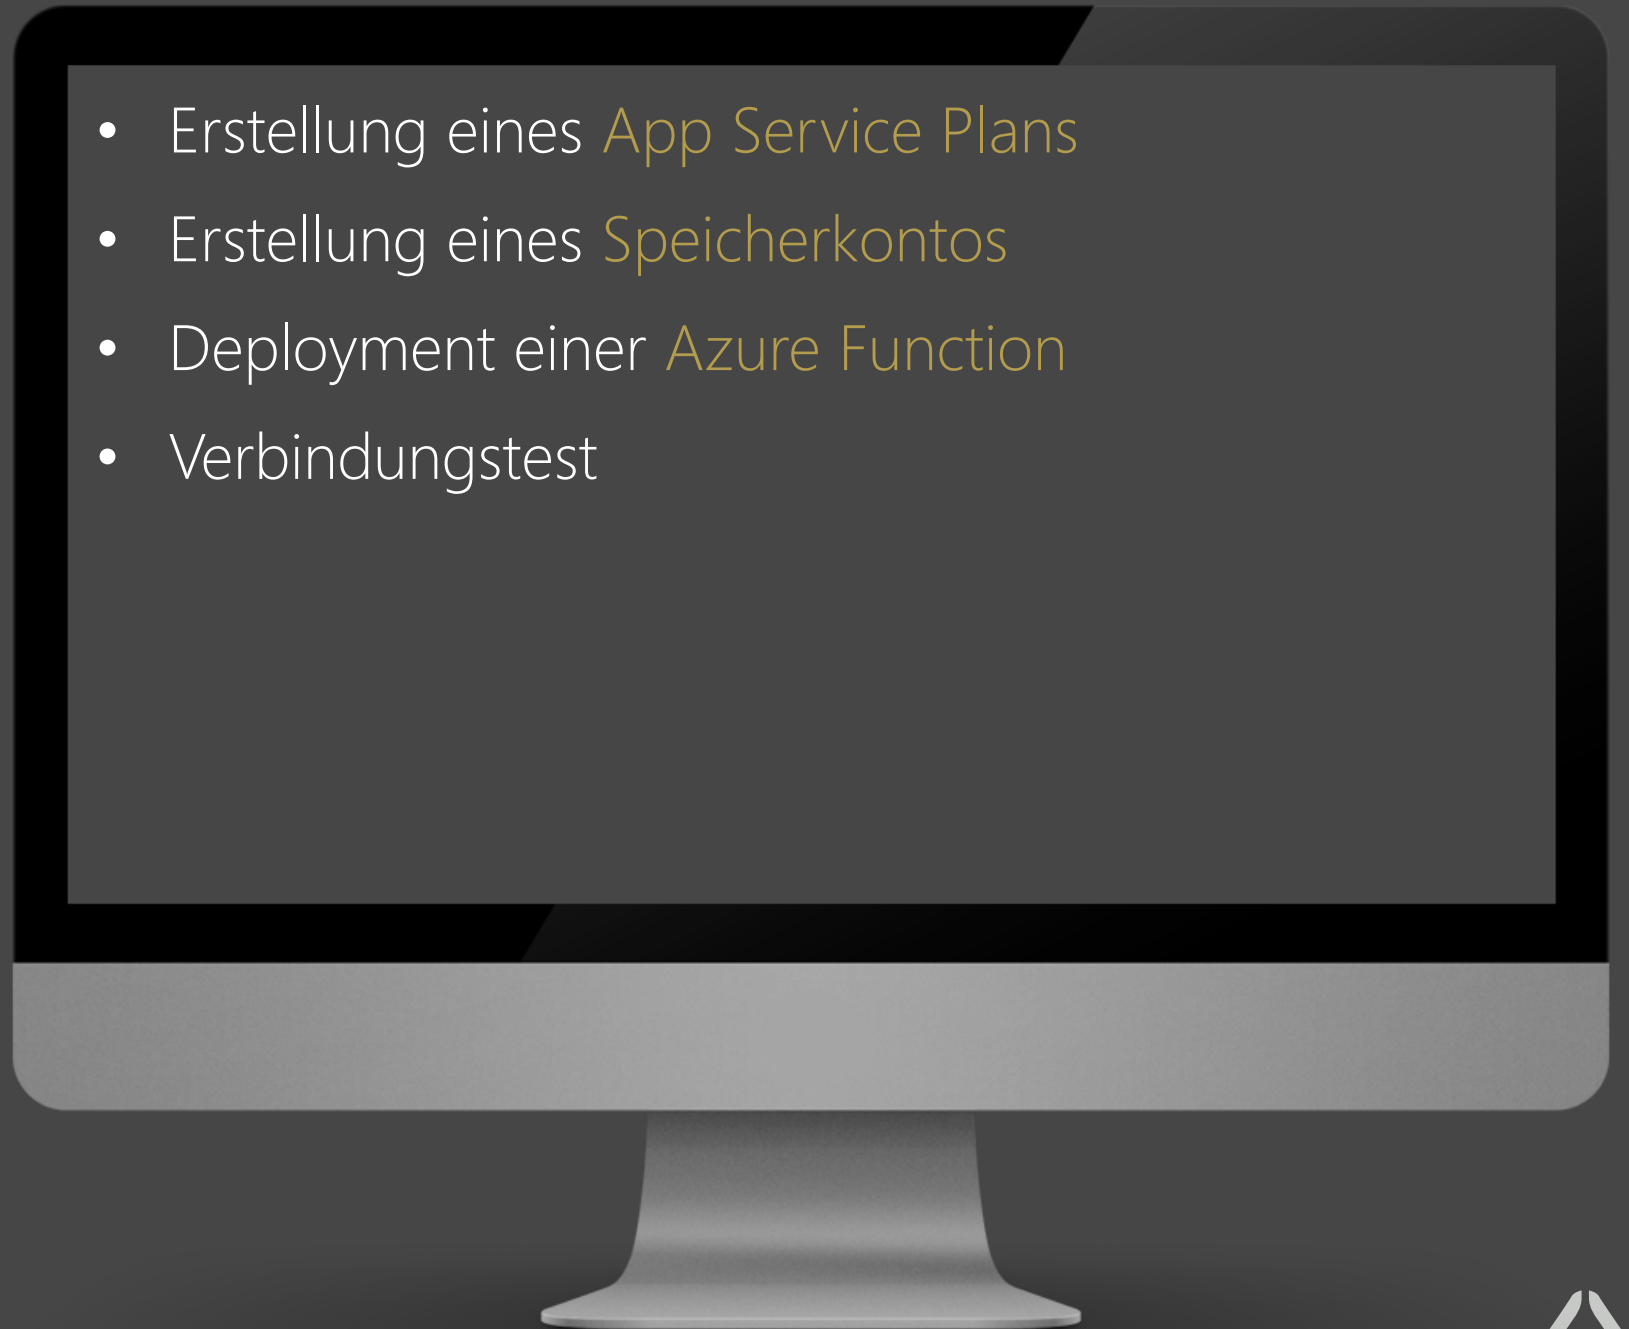 • Erstellung eines App Service Plans
• Erstellung eines Speicherkontos
• Deployment einer Azure Function
• Verbindungstest